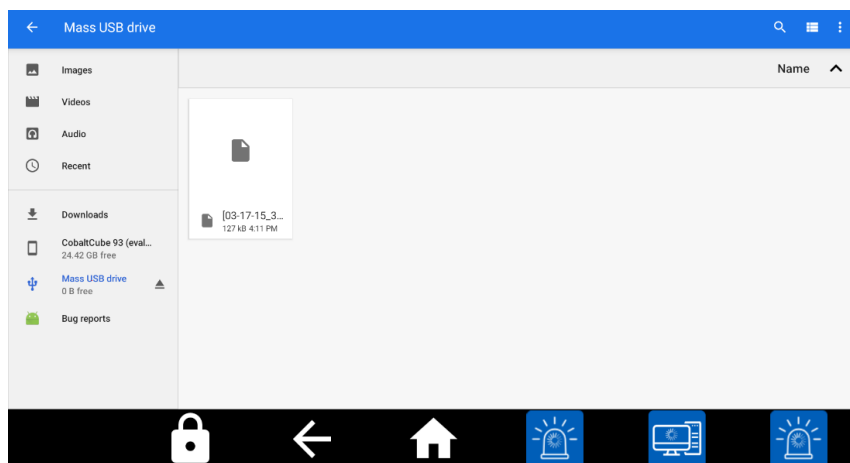 Mass USB drive
Images
Videos
Audio
Recent
Downloads
CobaltCube 93 (eval...
24.42 GB free
Mass USB drive
0 B free
Bug reports
Name
[03-17-15_3...
127 kB 4:11 PM